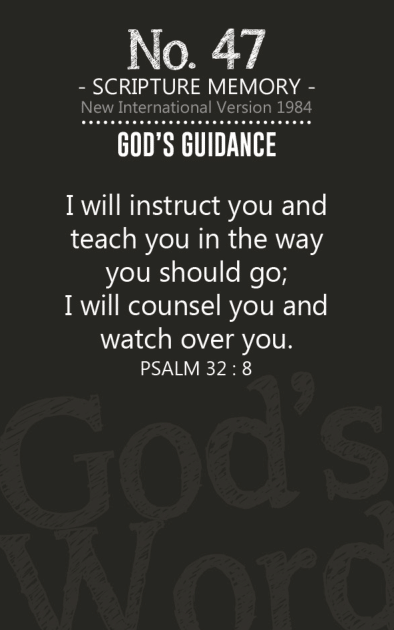 No. 47
- SCRIPTURE MEMORY -
New International Version 1984
GOD'S GUIDANCE
I will instruct you and
teach you in the way
you should go;
I will counsel you and
watch over you.
PSALM 32 : 8
God's
Word